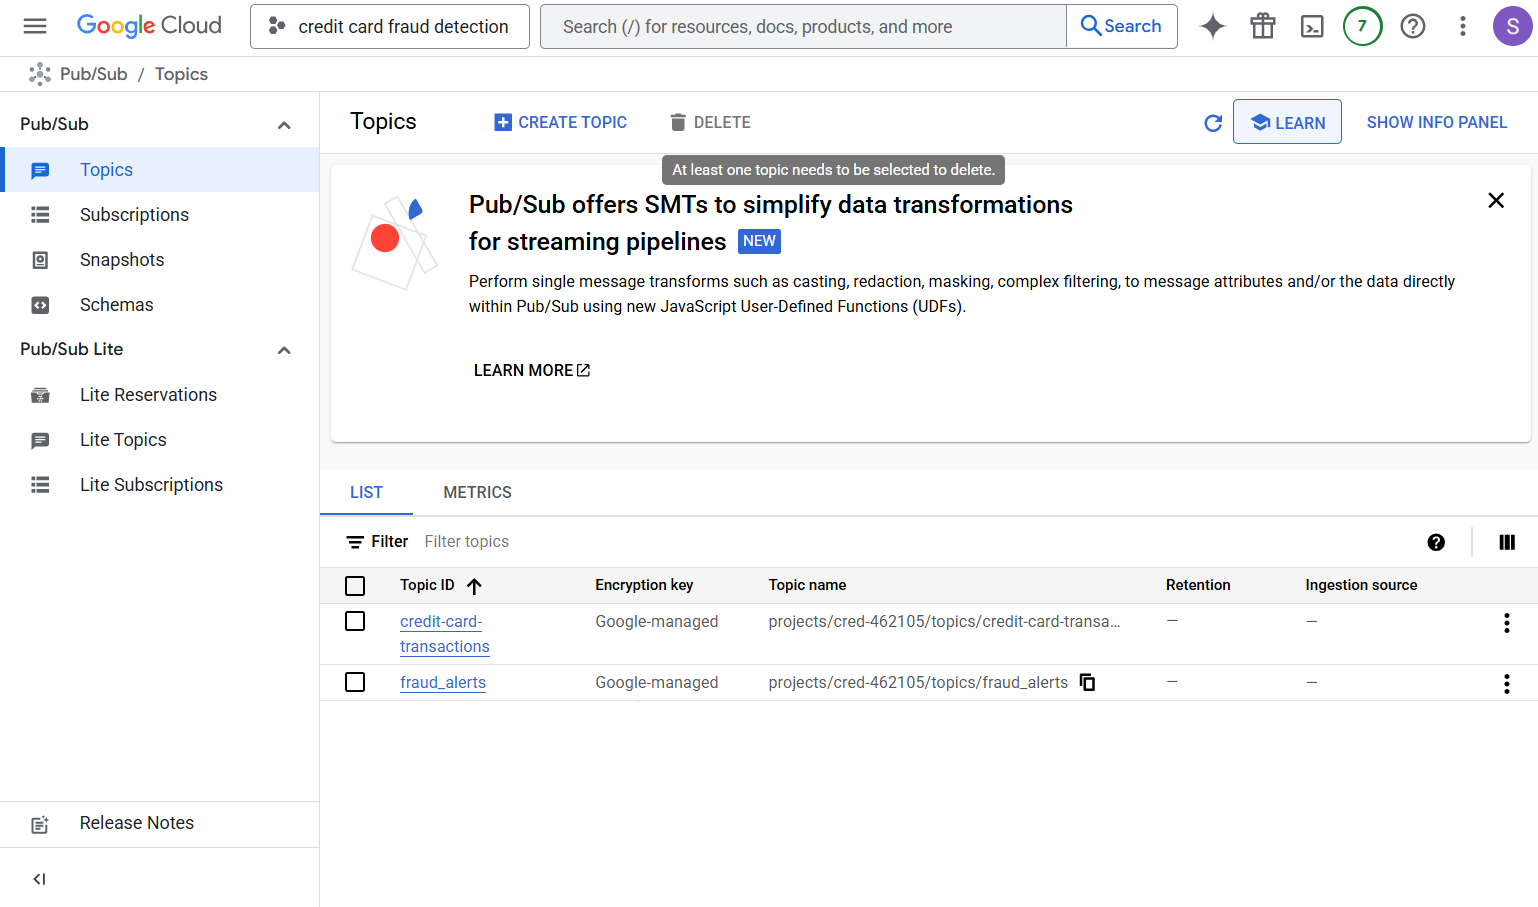 Google Cloud
credit card fraud detection
Search (/) for resources, docs, products, and more
Search
7
S
Pub/Sub / Topics
Pub/Sub
Topics
Subscriptions
Snapshots
Schemas
Pub/Sub Lite
Lite Reservations
Lite Topics
Lite Subscriptions
Release Notes
Topics
CREATE TOPIC
DELETE
LEARN
SHOW INFO PANEL
At least one topic needs to be selected to delete.
Pub/Sub offers SMTs to simplify data transformations
for streaming pipelines NEW
Perform single message transforms such as casting, redaction, masking, complex filtering, to message attributes and/or the data directly
within Pub/Sub using new JavaScript User-Defined Functions (UDFs).
LEARN MORE
LIST METRICS
Filter Filter topics
Topic ID Encryption key Topic name Retention Ingestion source
credit-card- Google-managed projects/cred-462105/topics/credit-card-transa... — —
transactions
fraud_alerts Google-managed projects/cred-462105/topics/fraud_alerts — —